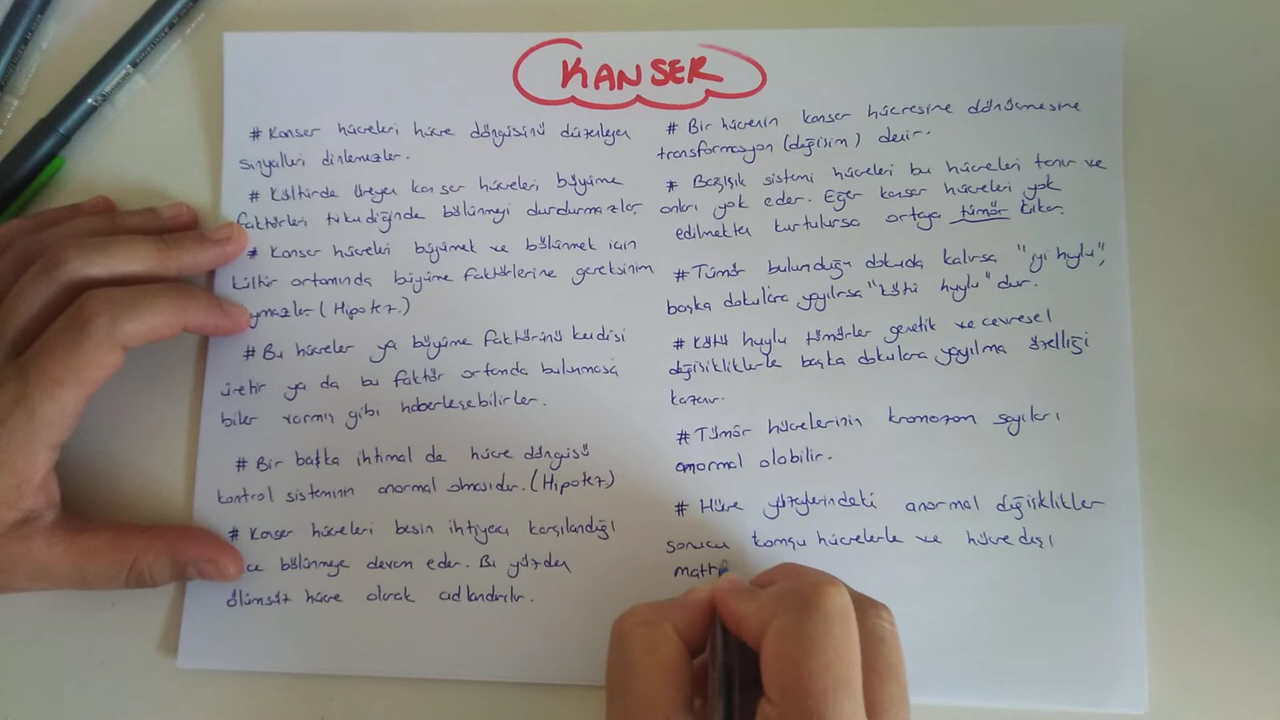 KANSER
# Kanser hücreleri hücre döngüsünü düzenleyen
sinyalleri dinlemezler.
# Kültürde üreyen kanser hücreleri, büyüme
faktörleri tükendiğinde bölünmeyi durdurmazlar
# Kanser hücreleri büyümek ve bölünmek için
kültür ortamında büyüme faktörlerine gereksinim
ymazlar (Hipotez.)
# Bu hücreler ya büyüme faktörünü kendisi
üretir ya da bu faktör ortamda bulunmasa
biler varmış gibi haberleşebilirler.
# Bir başka ihtimal de hücre döngüsü
kontrol sisteminin anormal olmasıdır. (Hipotez)
# Kanser hücreleri besin ihtiyacı karşılandığı
ce bölünmeye devam eder. Bu yüzden
ölümsüz hücre olarak adlandırılır.
# Bir hücrenin kanser hücresine dönüşmesine
transformasyon (değişim) denir.
# Bağışık sistemi hücreleri bu hücreleri tanır ve
onları yok eder. Eğer kanser hücreleri yok
edilmekten kurtulursa ortaya tümör çıkar.
# Tümör bulunduğu dokuda kalırsa "iyi huylu",
başka dokulara yayılırsa "kötü huylu" dur.
# Kötü huylu tümörler genetik ve çevresel
değişikliklerle başka dokulara yayılma özelliği
kazanır.
# Tümör hücrelerinin kromozom sayıları
anormal olabilir.
# Hücre yüzeylerindeki anormal değişiklikler
sonucu komşu hücrelerle ve hücre dışı
matri